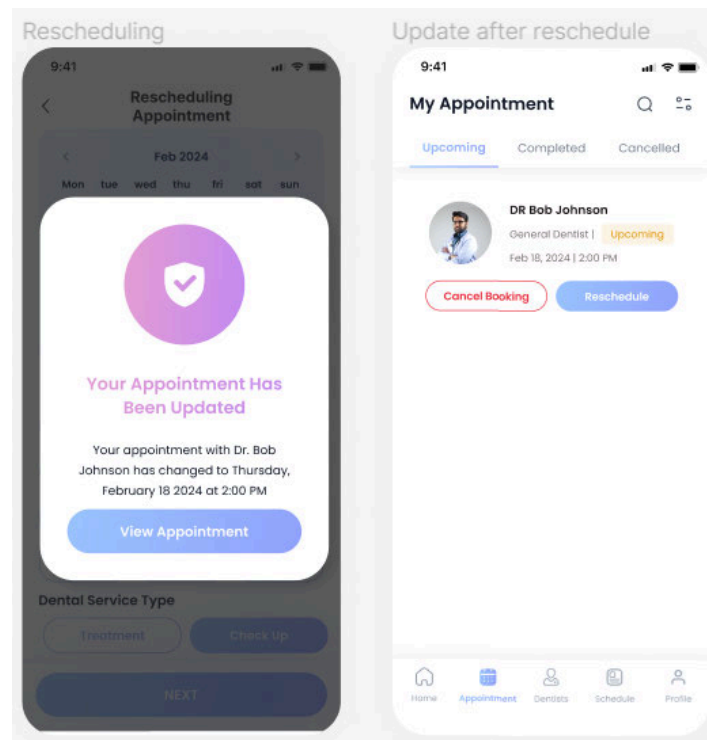 Rescheduling
9:41
Rescheduling
Appointment
Feb 2024
Mon tue wed thu fri sat sun
Your Appointment Has
Been Updated
Your appointment with Dr. Bob
Johnson has changed to Thursday,
February 18 2024 at 2:00 PM
View Appointment
Dental Service Type
Treatment Check Up
NEXT
Update after reschedule
9:41
My Appointment
Upcoming Completed Cancelled
DR Bob Johnson
General Dentist | Upcoming
Feb 18, 2024 | 2:00 PM
Cancel Booking Reschedule
Home Appointment Dentists Schedule Profile